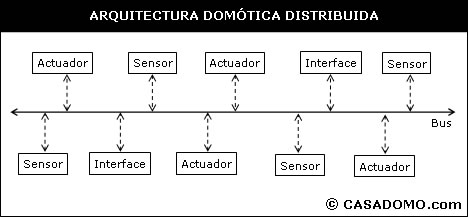 ARQUITECTURA DOMÓTICA DISTRIBUIDA
Actuador Sensor Actuador Interface Sensor
Bus
Sensor Interface Actuador Sensor Actuador
© CASADOMO.com